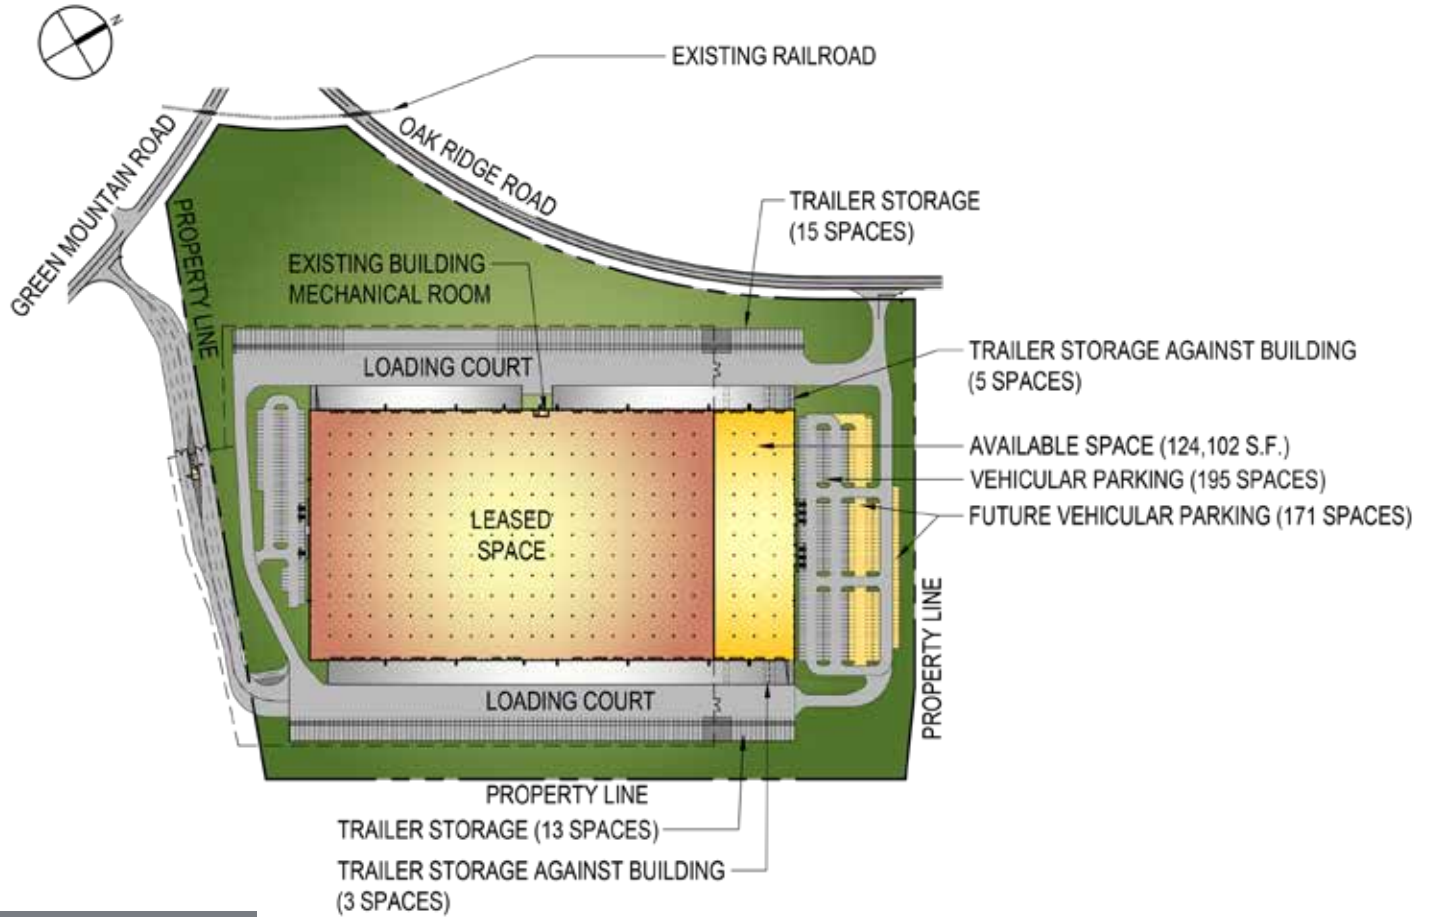 N
EXISTING RAILROAD
GREEN MOUNTAIN ROAD
OAK RIDGE ROAD
TRAILER STORAGE
(15 SPACES)
PROPERTY LINE
EXISTING BUILDING
MECHANICAL ROOM
LOADING COURT
TRAILER STORAGE AGAINST BUILDING
(5 SPACES)
AVAILABLE SPACE (124,102 S.F.)
VEHICULAR PARKING (195 SPACES)
FUTURE VEHICULAR PARKING (171 SPACES)
LEASED
SPACE
PROPERTY LINE
LOADING COURT
PROPERTY LINE
TRAILER STORAGE (13 SPACES)
TRAILER STORAGE AGAINST BUILDING
(3 SPACES)